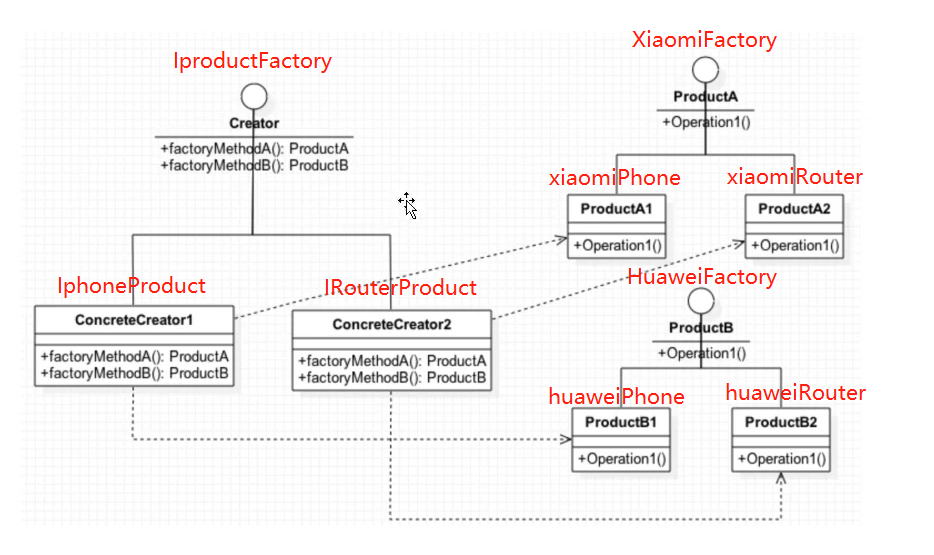 IproductFactory
Creator
+factoryMethodA(): ProductA
+factoryMethodB(): ProductB
XiaomiFactory
ProductA
+Operation1()
xiaomiPhone
ProductA1
+Operation1()
xiaomiRouter
ProductA2
+Operation1()
IphoneProduct
ConcreteCreator1
+factoryMethodA(): ProductA
+factoryMethodB(): ProductB
IRouterProduct
ConcreteCreator2
+factoryMethodA(): ProductA
+factoryMethodB(): ProductB
HuaweiFactory
ProductB
+Operation1()
huaweiPhone
ProductB1
+Operation1()
huaweiRouter
ProductB2
+Operation1()